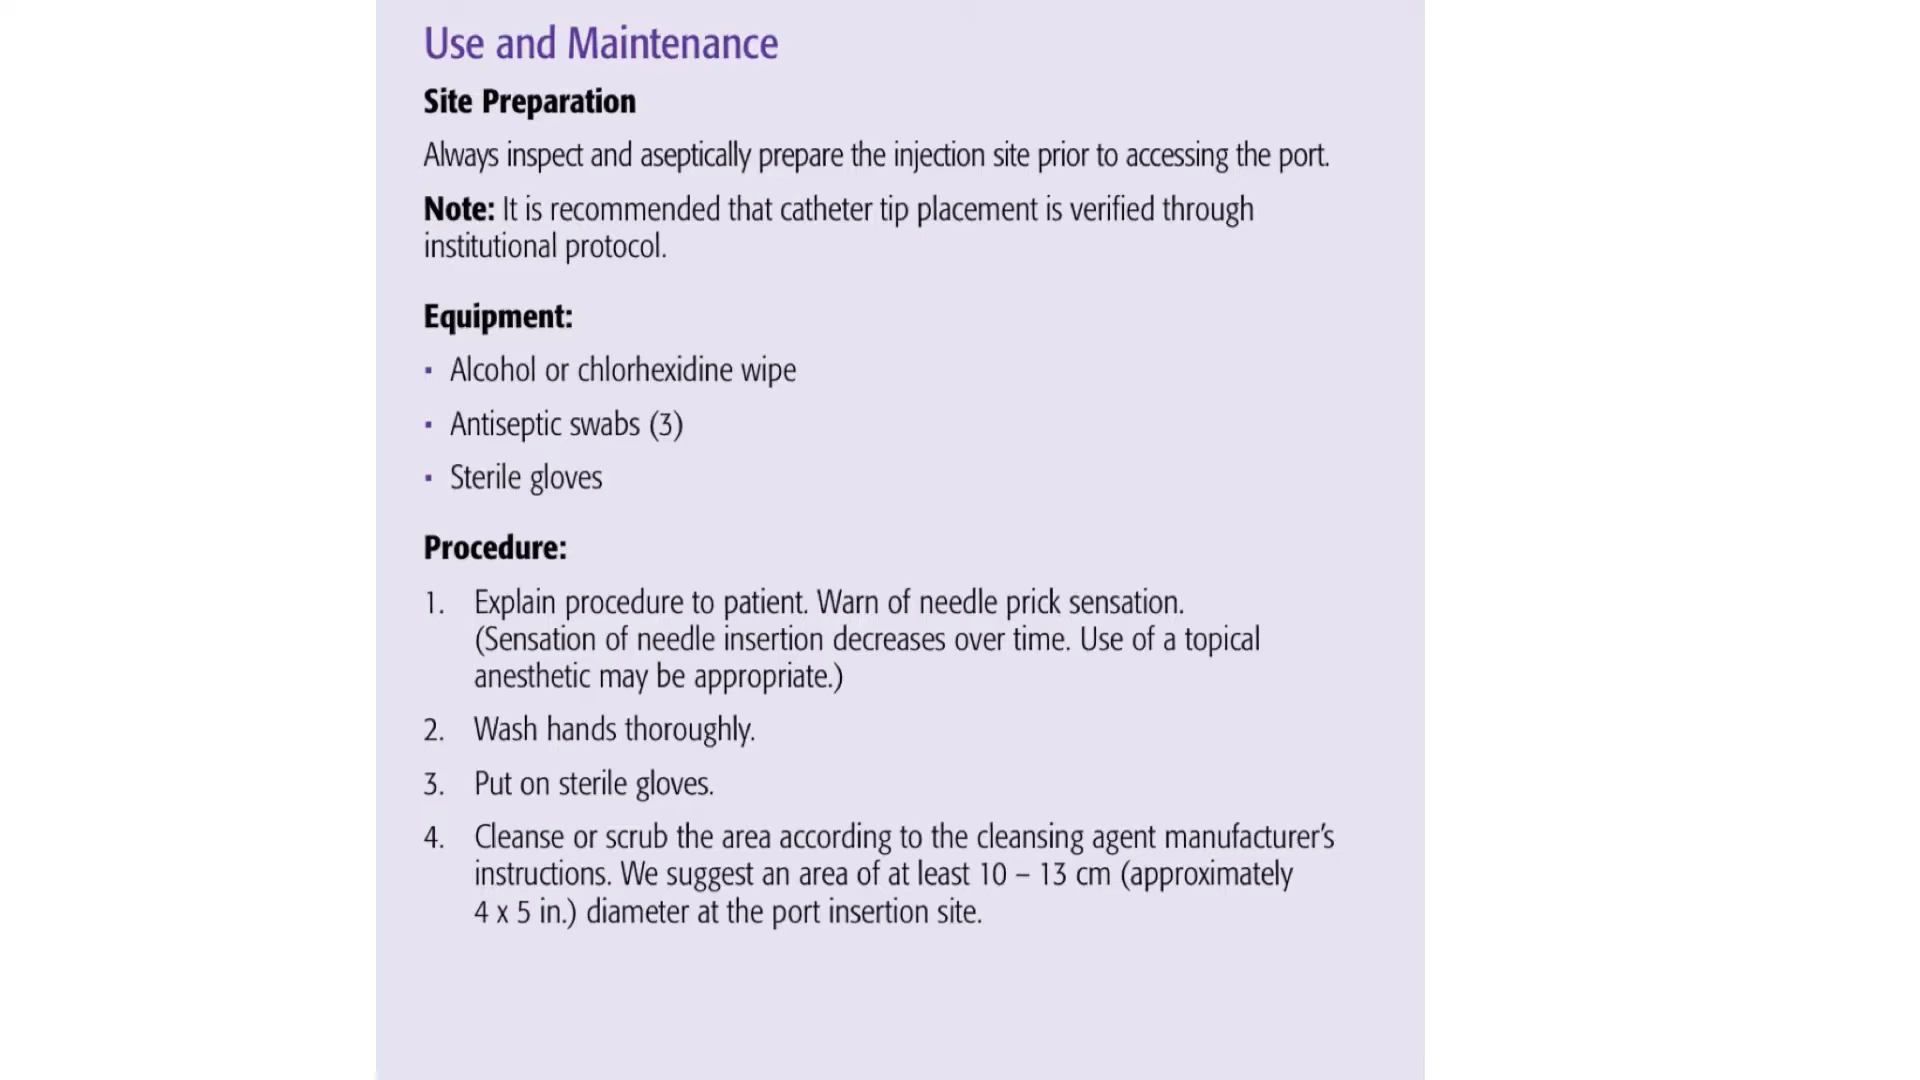 Use and Maintenance
Site Preparation
Always inspect and aseptically prepare the injection site prior to accessing the port.
Note: It is recommended that catheter tip placement is verified through
institutional protocol.
Equipment:
▪ Alcohol or chlorhexidine wipe
▪ Antiseptic swabs (3)
▪ Sterile gloves
Procedure:
1. Explain procedure to patient. Warn of needle prick sensation.
(Sensation of needle insertion decreases over time. Use of a topical
anesthetic may be appropriate.)
2. Wash hands thoroughly.
3. Put on sterile gloves.
4. Cleanse or scrub the area according to the cleansing agent manufacturer’s
instructions. We suggest an area of at least 10 – 13 cm (approximately
4 x 5 in.) diameter at the port insertion site.